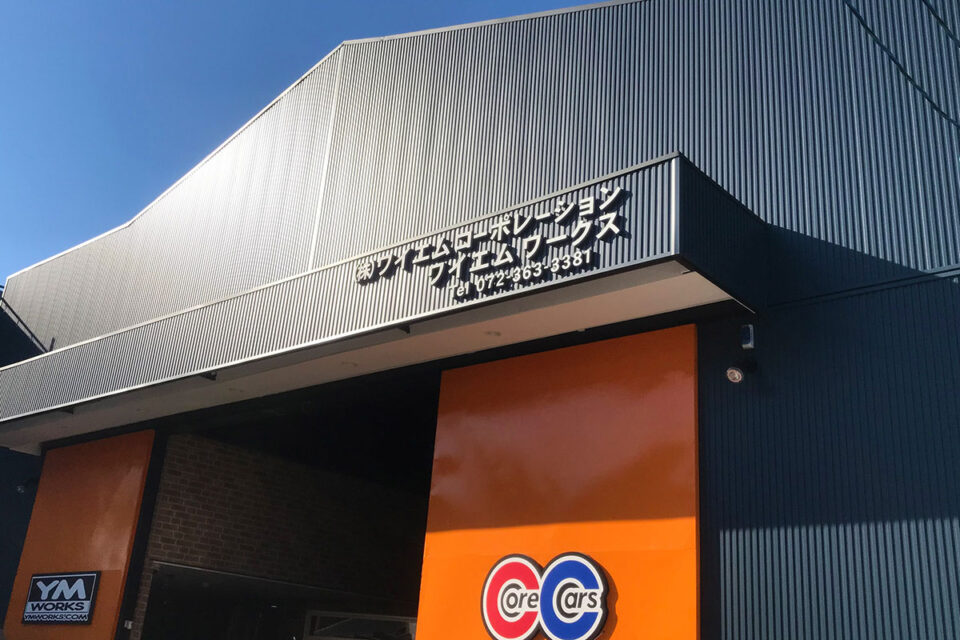 ㈱ワイエムコーポレーション
ワイエムワークス
Tel 072-363-3381
YM
WORKS
YMWORKS.COM
Core Cars